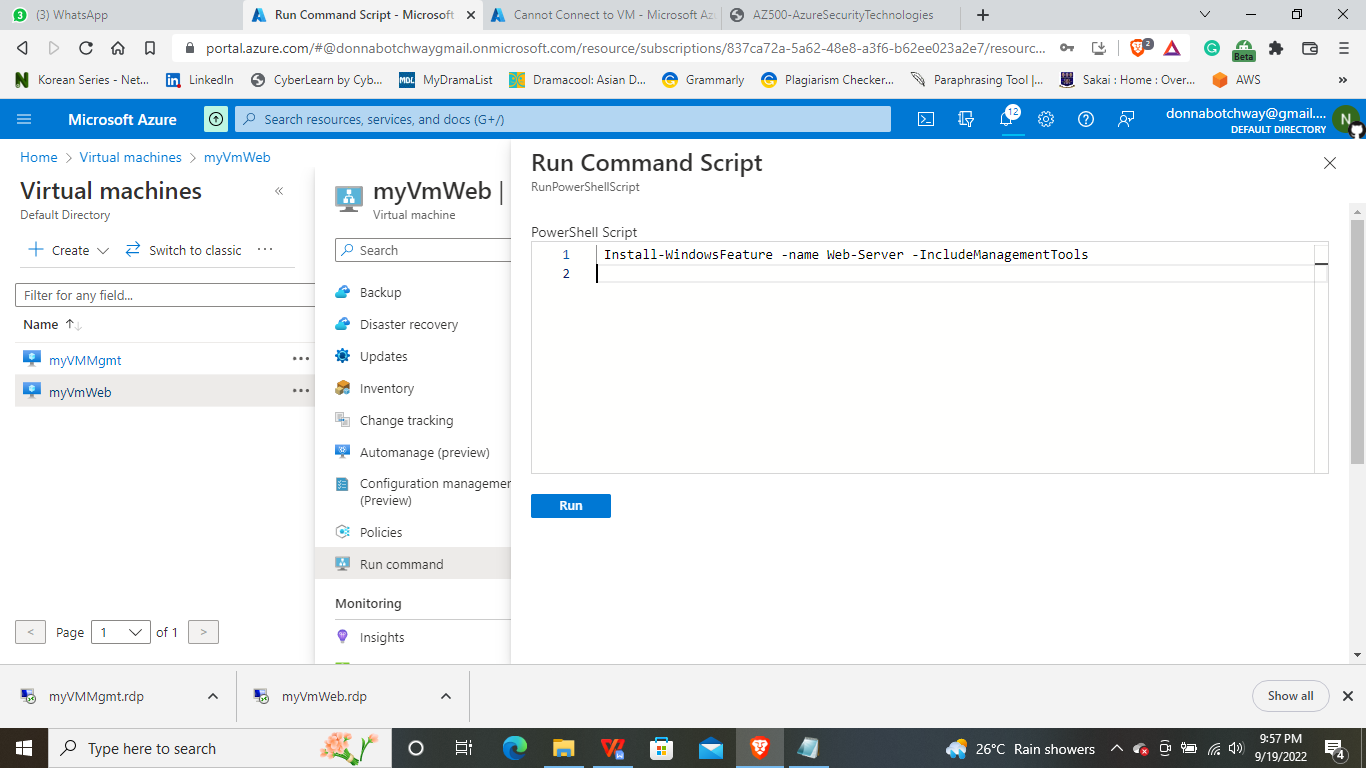 3
(3) WhatsApp
Run Command Script - Microsoft
Cannot Connect to VM - Microsoft Az
AZ500-AzureSecurityTechnologies
portal.azure.com/#@donnabotchwaygmail.onmicrosoft.com/resource/subscriptions/837ca72a-5a62-48e8-a3f6-b62ee023a2e7/resourc...
2
Beta
Korean Series - Net...
LinkedIn
CyberLearn by Cyb...
MDL
MyDramaList
Dramacool: Asian D...
Grammarly
Plagiarism Checker...
Paraphrasing Tool |...
Sakai : Home : Over...
AWS
Microsoft Azure
Search resources, services, and docs (G+/)
12
donnabotchway@gmail....
DEFAULT DIRECTORY
N
Home > Virtual machines > myVmWeb
Virtual machines
Default Directory
+ Create
Switch to classic
Filter for any field...
Name
myVMMgmt
myVmWeb
< Page 1 of 1 >
myVmWeb |
Virtual machine
Search
Backup
Disaster recovery
Updates
Inventory
Change tracking
Automanage (preview)
Configuration managemer
(Preview)
Policies
Run command
Monitoring
Insights
Run Command Script
RunPowerShellScript
PowerShell Script
1 Install-WindowsFeature -name Web-Server -IncludeManagementTools
2
Run
myVMMgmt.rdp
myVmWeb.rdp
Show all
Type here to search
26°C Rain showers
9:57 PM
9/19/2022
4